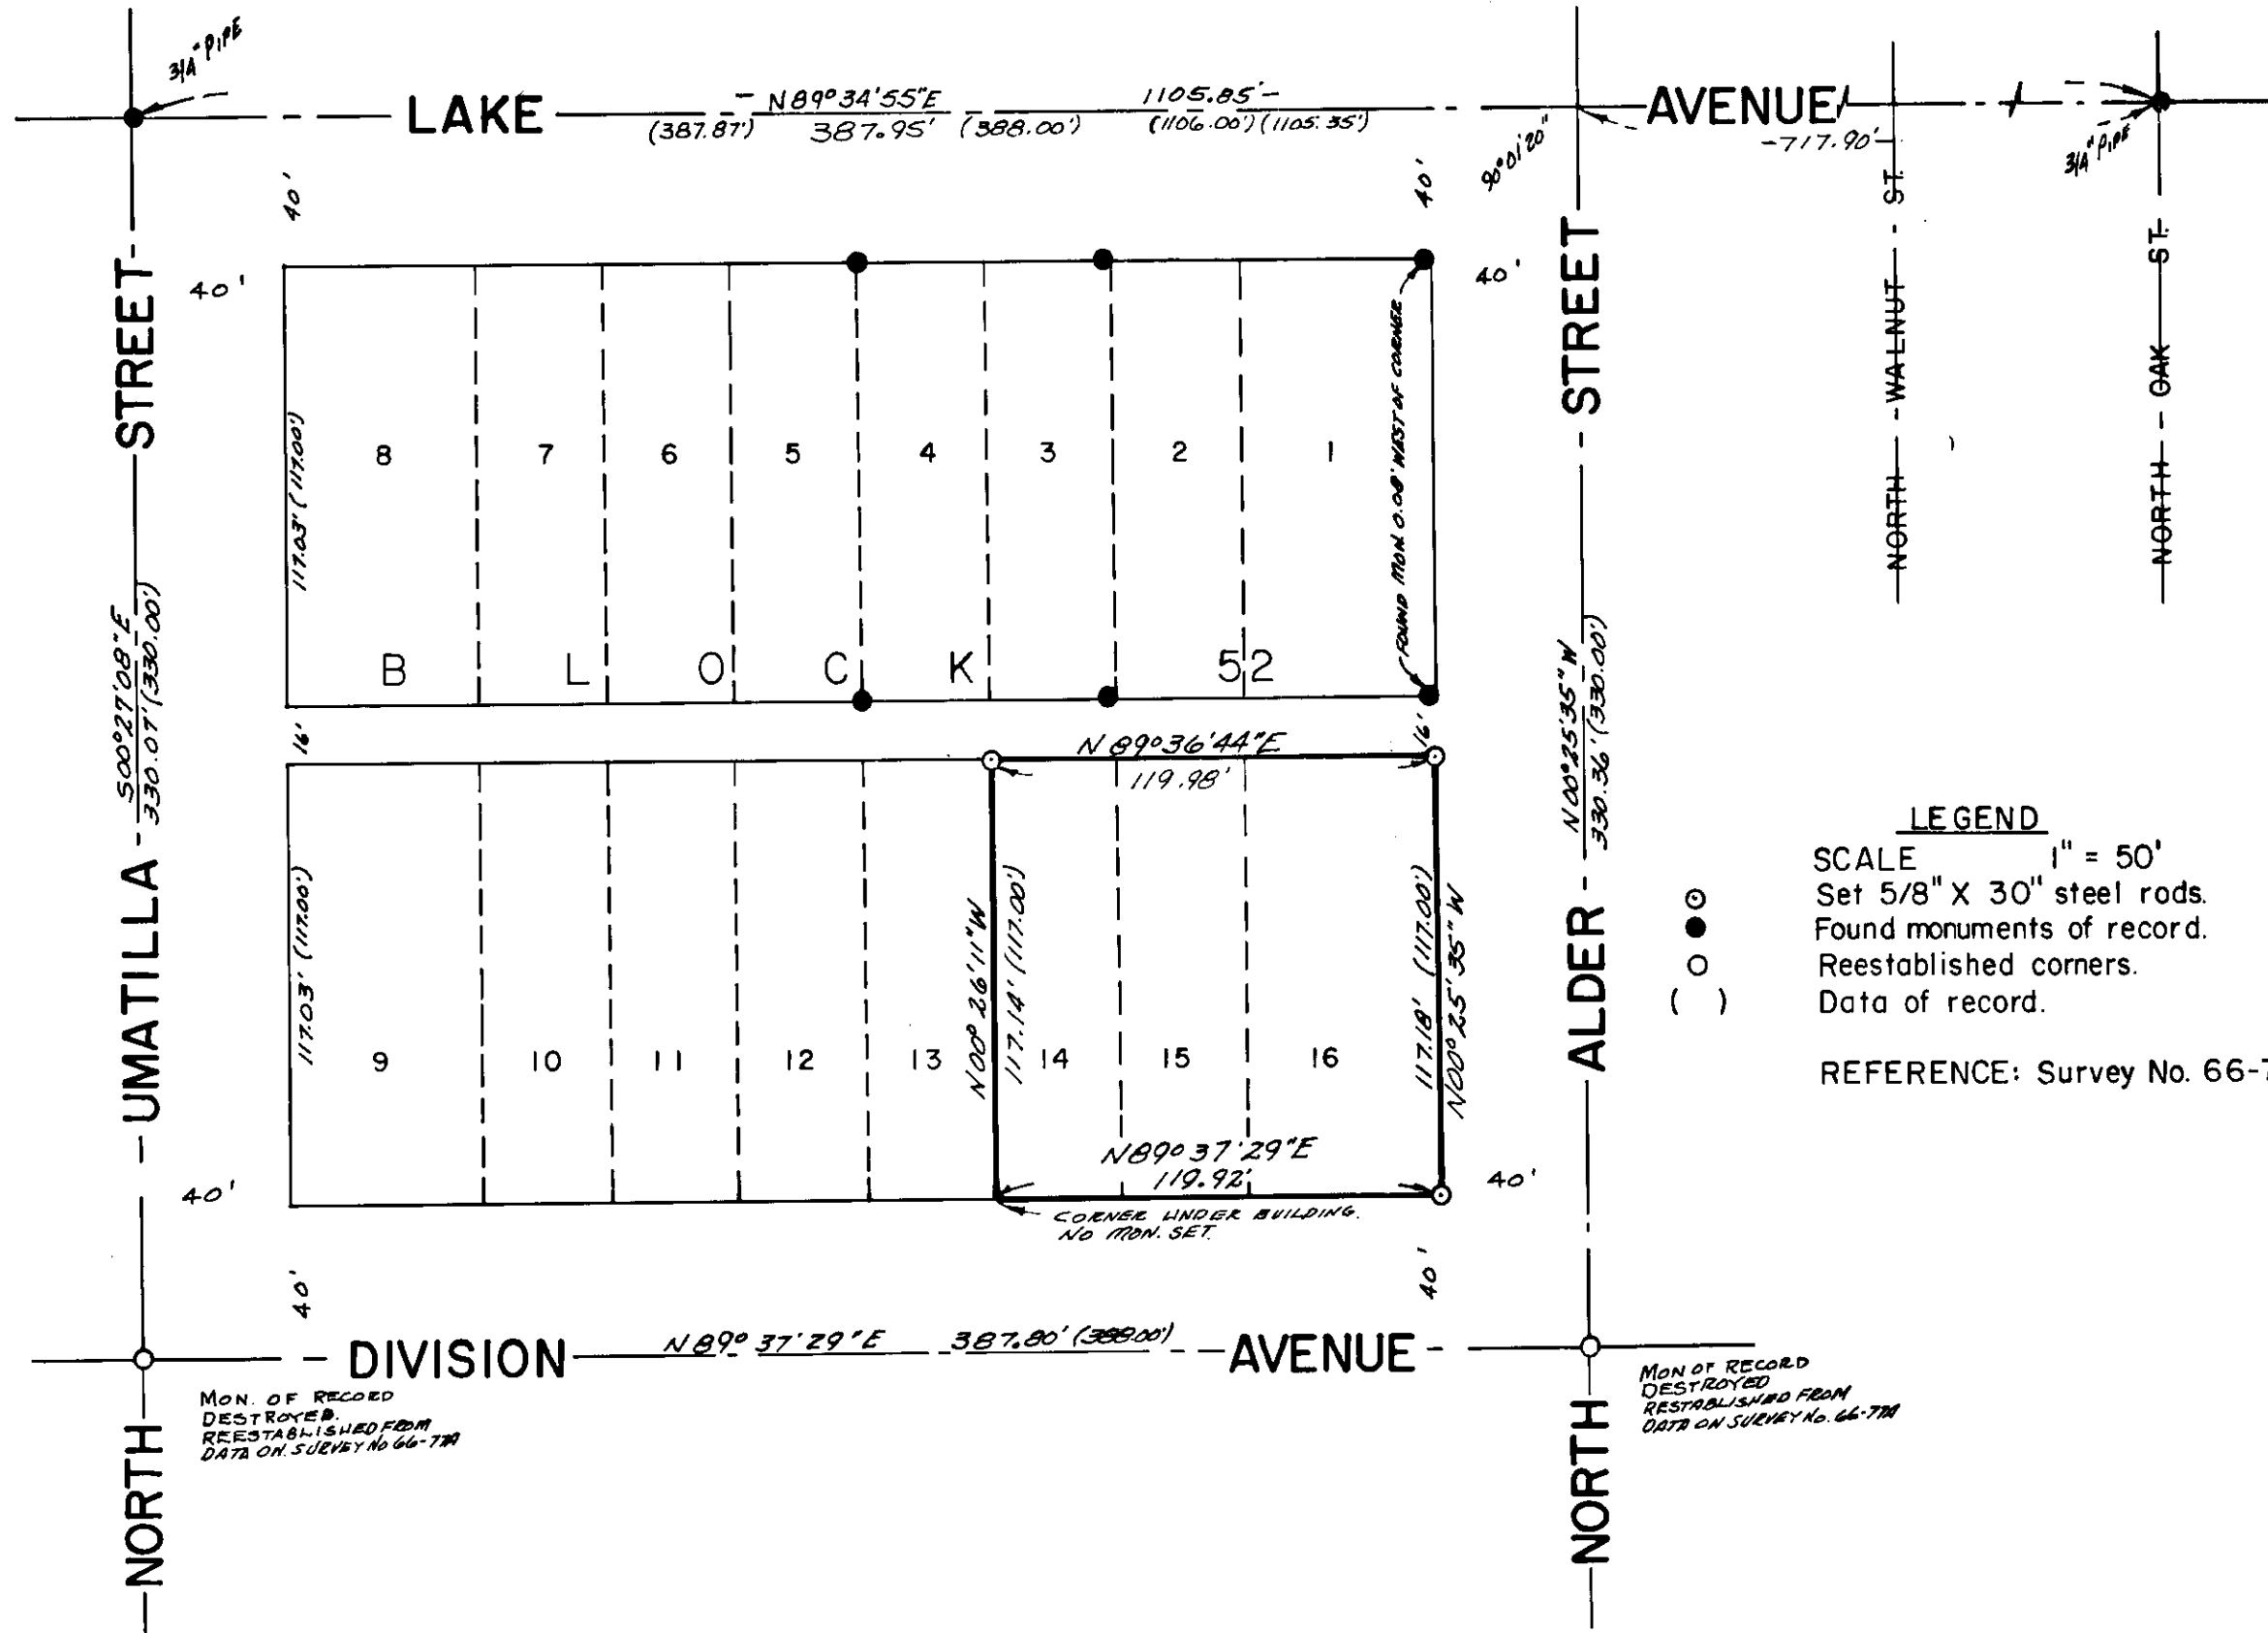 3/4" PIPE
LAKE
N89°34'55"E
1105.85'
AVENUE
(387.87')
387.95'
(388.00')
(1106.00')(1105.35')
-717.90'-
3/4" PIPE
90°01'20"
40'
40'
40'
40'
STREET
STREET
NORTH WALNUT ST.
NORTH OAK ST.
FOUND MON. 0.08' WEST OF CORNER
117.03' (117.00')
8
7
6
5
4
3
2
1
BLOCK 52
S00°27'08"E
330.07' (330.00')
N00°25'35"W
330.36' (330.00')
16'
16'
N89°36'44"E
119.98'
LEGEND
SCALE 1" = 50'
Set 5/8" X 30" steel rods.
Found monuments of record.
Reestablished corners.
( ) Data of record.
REFERENCE: Survey No. 66-7
UMATILLA
ALDER
117.03' (117.00')
N00°26'11"W
117.14' (117.00')
117.18' (117.00')
N00°25'35"W
9
10
11
12
13
14
15
16
N89°37'29"E
119.92'
40'
40'
CORNER UNDER BUILDING.
NO MON. SET.
40'
40'
DIVISION
N89°37'29"E
387.80' (388.00')
AVENUE
MON. OF RECORD
DESTROYED.
REESTABLISHED FROM
DATA ON SURVEY No 66-77A
MON OF RECORD
DESTROYED
RESTABLISHED FROM
DATA ON SURVEY No. 66-77A
NORTH
NORTH